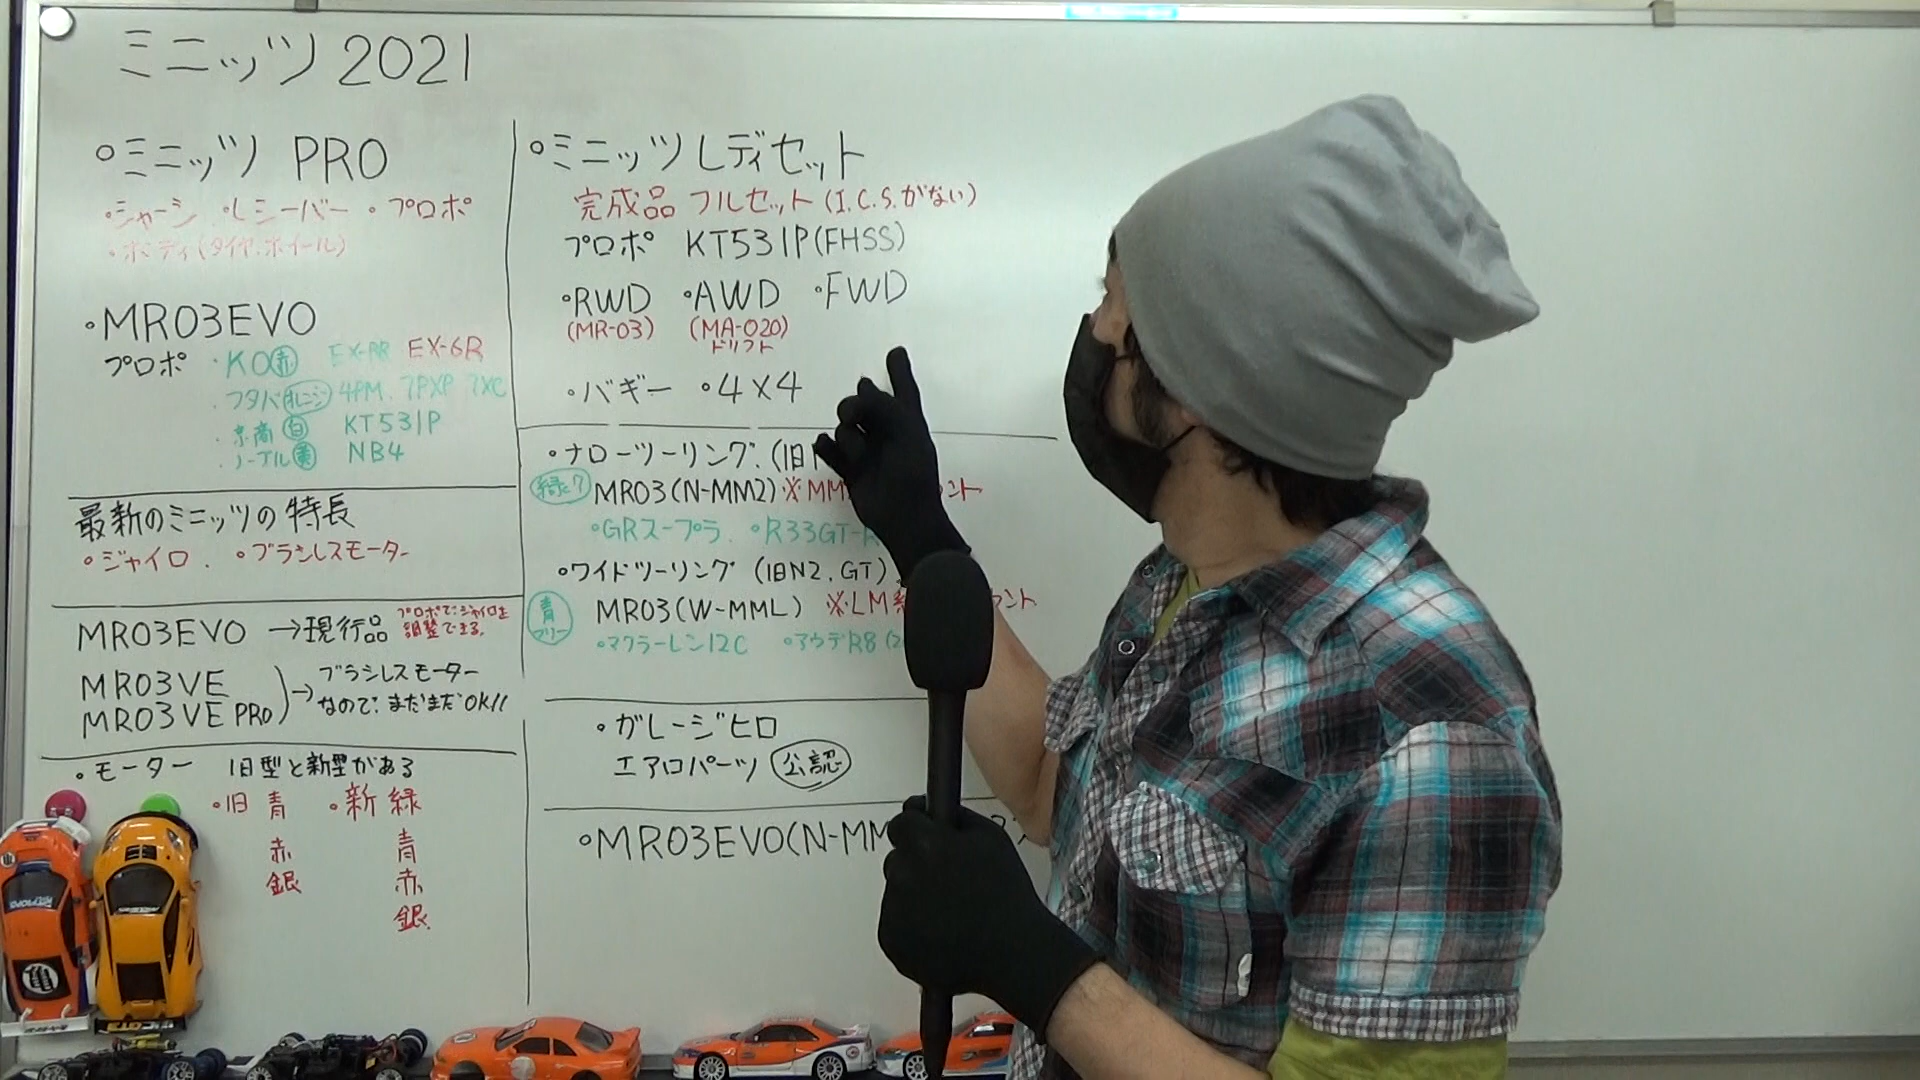 ミニッツ 2021
◦ミニッツ PRO
・シャーシ ・レシーバー ・プロポ
・ボディ(タイヤ.ホイール)
・MR03EVO
プロポ ・KO赤 EX-RR EX-6R
・フタバ オレンジ 4PM. 7PXP 7XC
・京商 白 KT531P
・ノーブル 黄 NB4
最新のミニッツの特長
◦ジャイロ. ◦ブラシレスモーター
MR03EVO →現行品 プロポでジャイロを
調整できる.
MR03VE
MR03VE PRO
→ブラシレスモーター
なので. まだまだOK!!
◦モーター 旧型と新型がある
◦旧 青 ◦新 緑
赤 青
銀 赤
銀.
◦ミニッツ レディセット
完成品 フルセット (I.C.S.がない)
プロポ KT531P(FHSS)
◦RWD ◦AWD ◦FWD
(MR-03) (MA-020)
ドリフト
◦バギー ◦4×4
◦ナローツーリング. (旧
MR03(N-MM2) ※MM ント
◦GRスープラ. ◦R33GT-R
◦ワイドツーリング (旧N2.GT)
青 フリー MR03(W-MML) ※LM ント
◦マクラーレン12C ◦アウデR8
◦ガレージヒロ
エアロパーツ 公認
◦MR03EVO(N-MM
亀